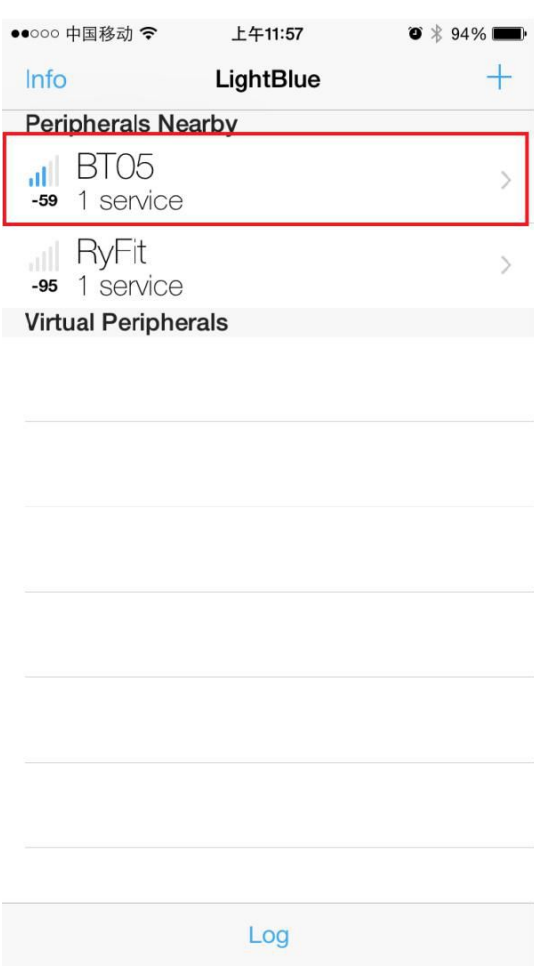 中国移动 上午11:57 94%
Info LightBlue +
Peripherals Nearby
BT05
-59 1 service
RyFit
-95 1 service
Virtual Peripherals
Log